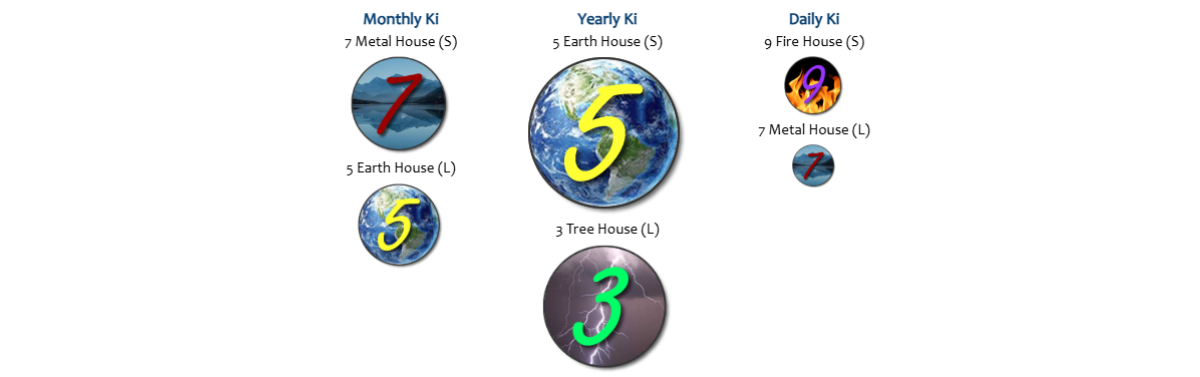 Monthly Ki
7 Metal House (S)
7
5 Earth House (L)
5
Yearly Ki
5 Earth House (S)
5
3 Tree House (L)
3
Daily Ki
9 Fire House (S)
9
7 Metal House (L)
7